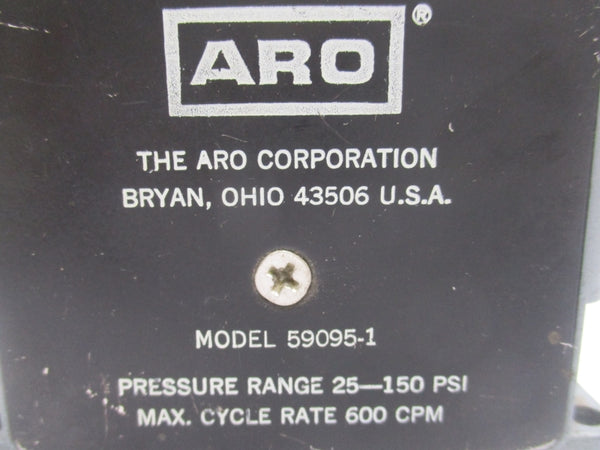 ARO®
THE ARO CORPORATION
BRYAN, OHIO 43506 U.S.A.
MODEL 59095-1
PRESSURE RANGE 25—150 PSI
MAX. CYCLE RATE 600 CPM